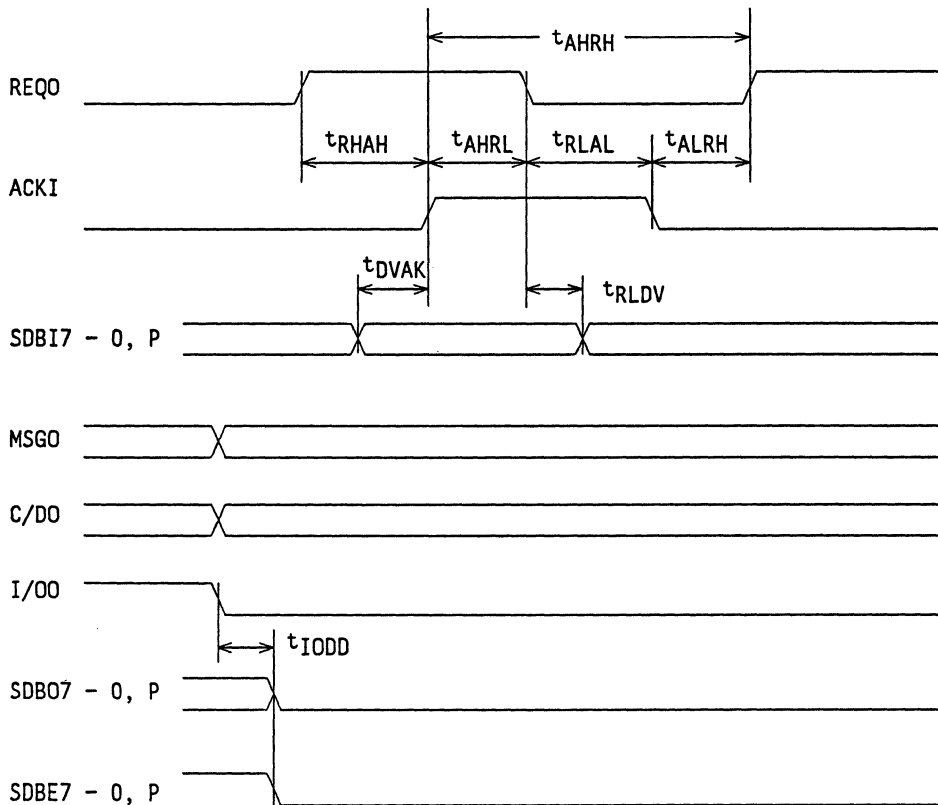 tAHRH
REQO
tRHAH tAHRL tRLAL tALRH
ACKI
tDVAK
tRLDV
SDBI7 - 0, P
MSGO
C/DO
I/OO
tIODD
SDBO7 - 0, P
SDBE7 - 0, P